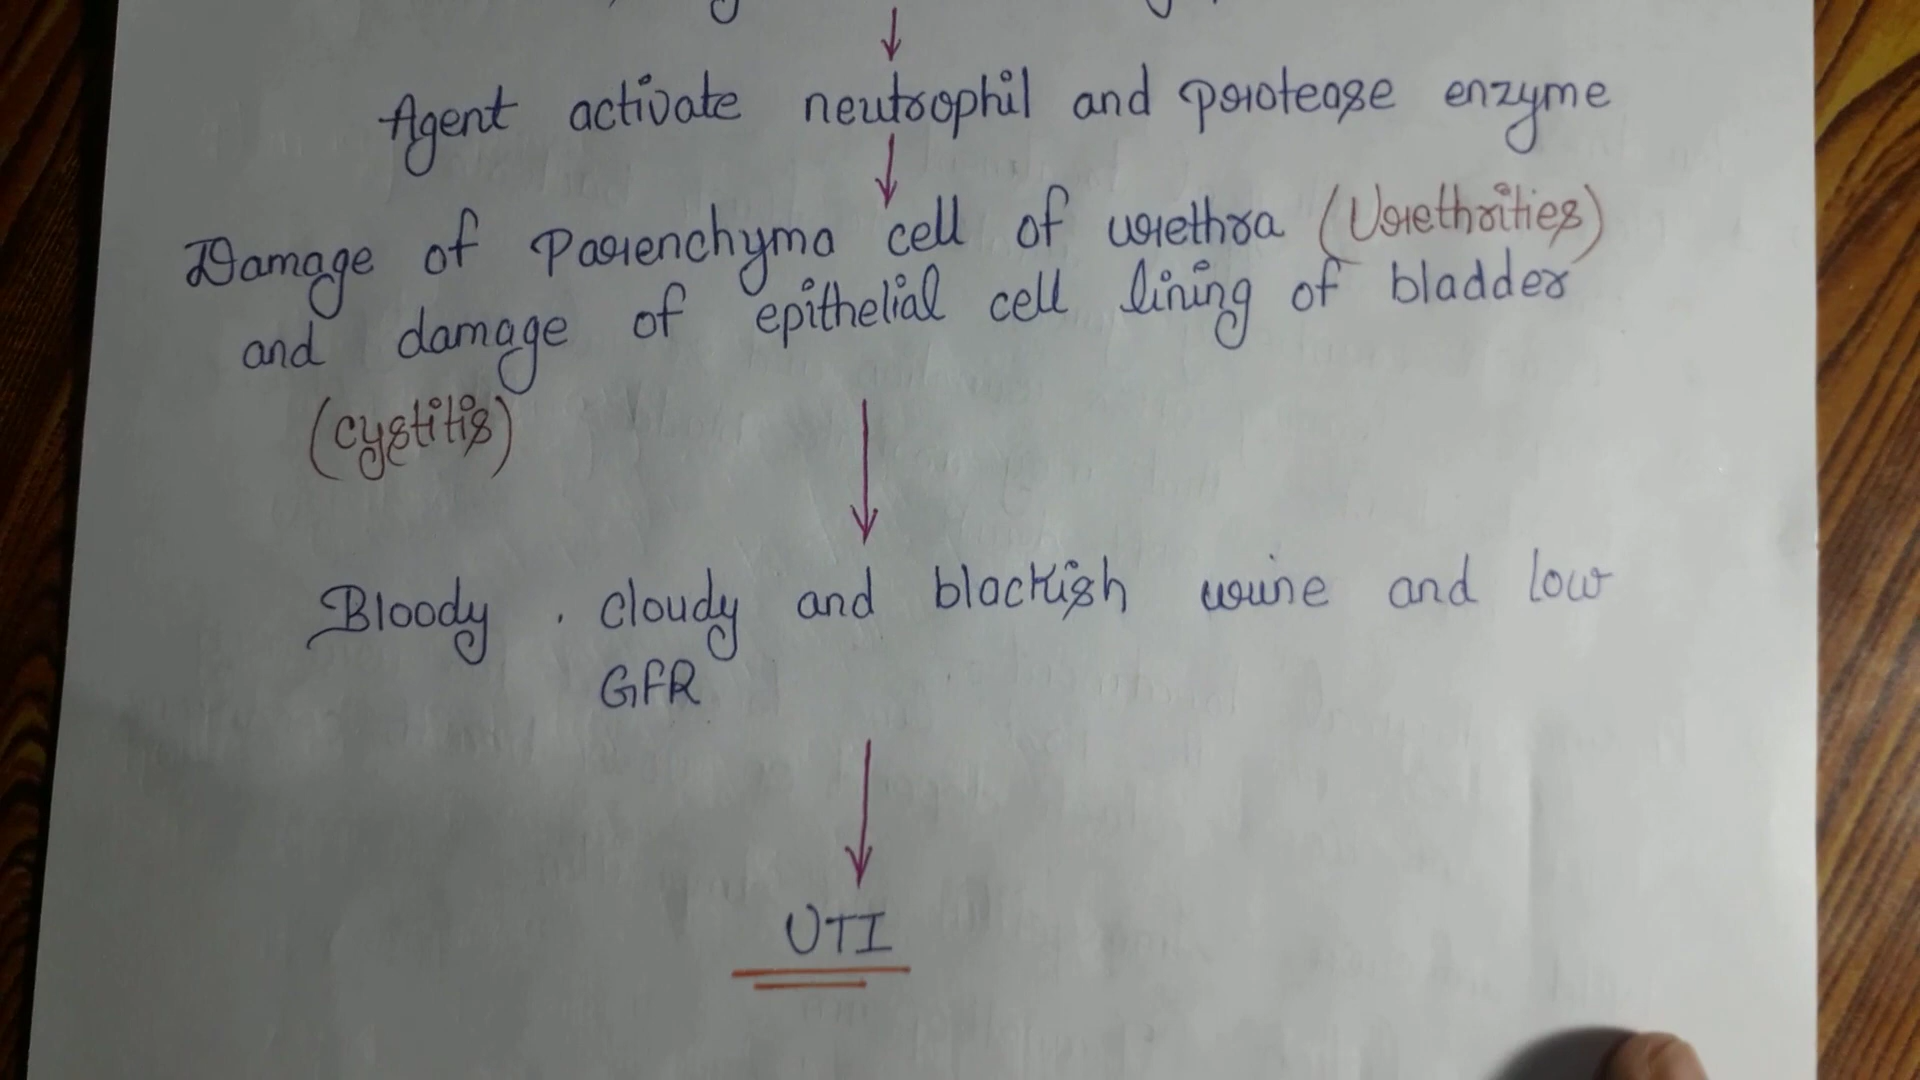 Agent activate neutrophil and protease enzyme
Damage of Parenchyma cell of urethra (Urethrities)
and damage of epithelial cell lining of bladder
(cystitis)
Bloody , cloudy and blackish urine and low
GFR
UTI